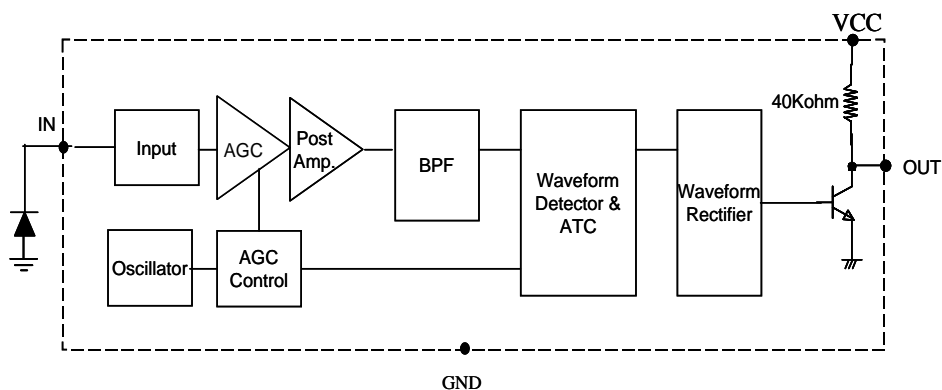 VCC
40Kohm
IN
Input
AGC
Post
Amp.
BPF
Waveform
Detector &
ATC
Waveform
Rectifier
OUT
Oscillator
AGC
Control
GND